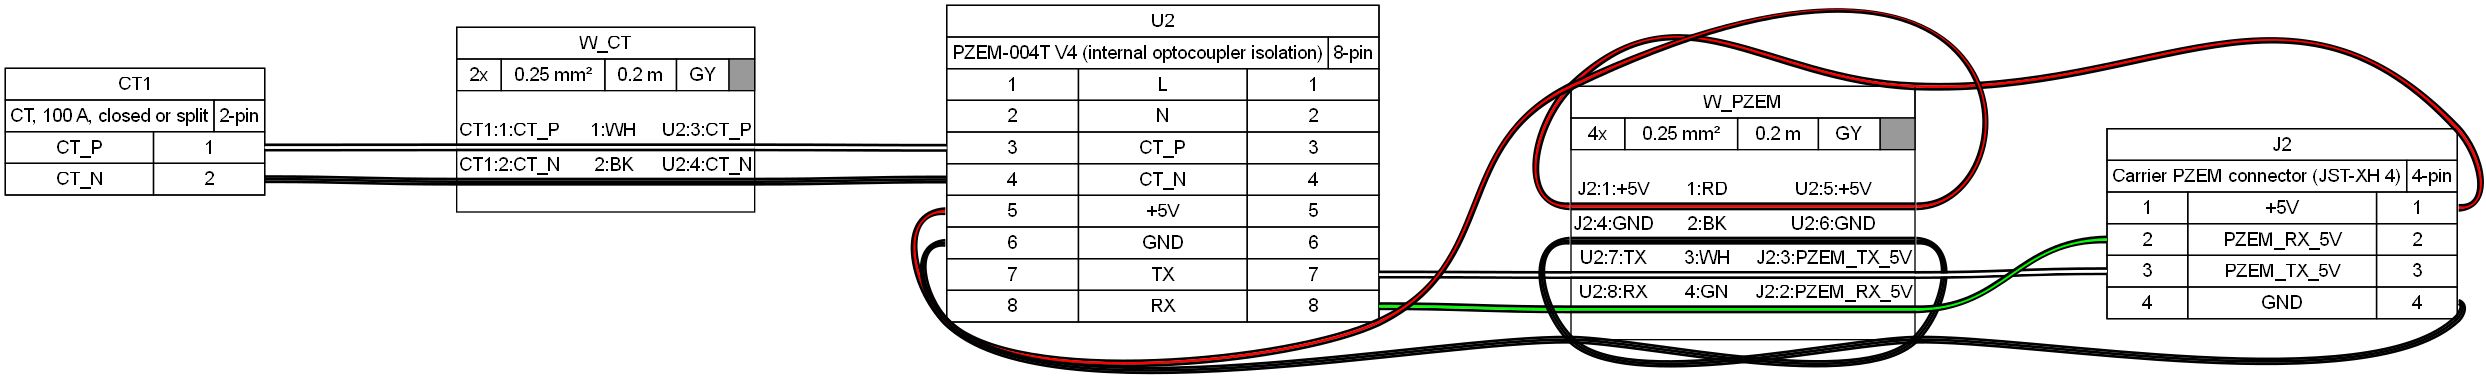 CT1
CT, 100 A, closed or split 2-pin
CT_P 1
CT_N 2
W_CT
2x 0.25 mm² 0.2 m GY
CT1:1:CT_P 1:WH U2:3:CT_P
CT1:2:CT_N 2:BK U2:4:CT_N
U2
PZEM-004T V4 (internal optocoupler isolation) 8-pin
1 L 1
2 N 2
3 CT_P 3
4 CT_N 4
5 +5V 5
6 GND 6
7 TX 7
8 RX 8
W_PZEM
4x 0.25 mm² 0.2 m GY
J2:1:+5V 1:RD U2:5:+5V
J2:4:GND 2:BK U2:6:GND
U2:7:TX 3:WH J2:3:PZEM_TX_5V
U2:8:RX 4:GN J2:2:PZEM_RX_5V
J2
Carrier PZEM connector (JST-XH 4) 4-pin
1 +5V 1
2 PZEM_RX_5V 2
3 PZEM_TX_5V 3
4 GND 4